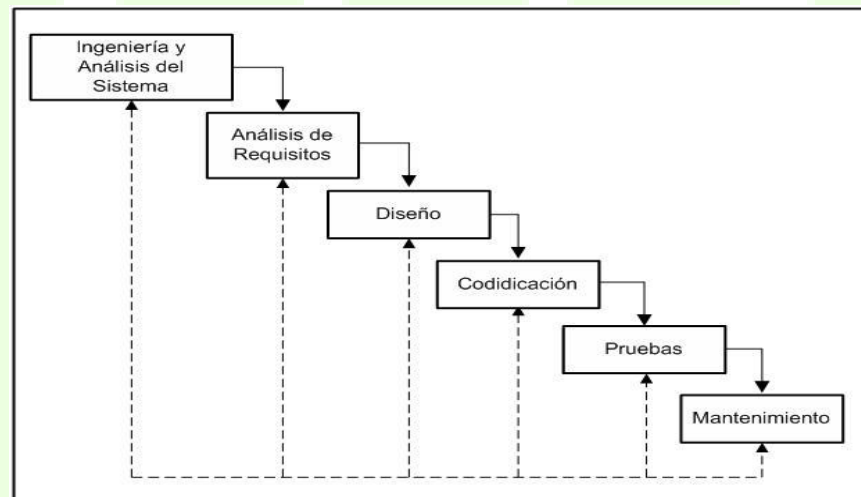 Ingeniería y
Análisis del
Sistema
Análisis de
Requisitos
Diseño
Codidicación
Pruebas
Mantenimiento